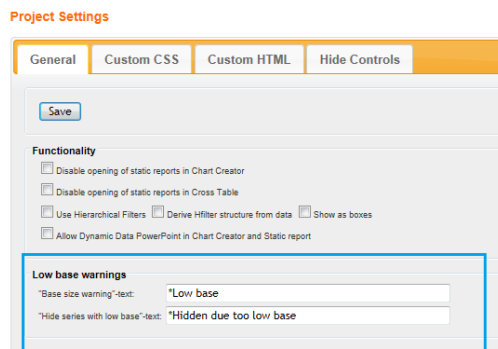 Project Settings
General Custom CSS Custom HTML Hide Controls
Save
Functionality
Disable opening of static reports in Chart Creator
Disable opening of static reports in Cross Table
Use Hierarchical Filters Derive Hfilter structure from data Show as boxes
Allow Dynamic Data PowerPoint in Chart Creator and Static report
Low base warnings
"Base size warning"-text: *Low base
"Hide series with low base"-text: *Hidden due too low base